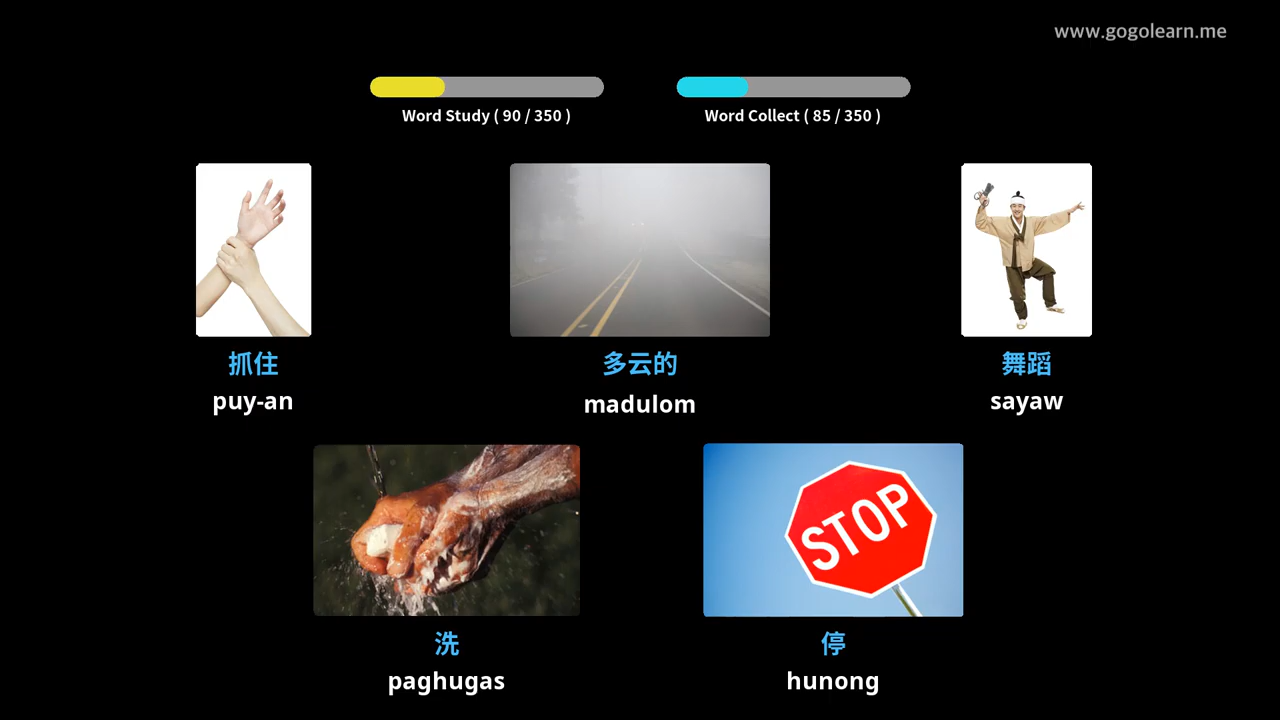 www.gogolearn.me
Word Study ( 90 / 350 )
Word Collect ( 85 / 350 )
抓住
puy-an
多云的
madulom
舞蹈
sayaw
STOP
洗
paghugas
停
hunong